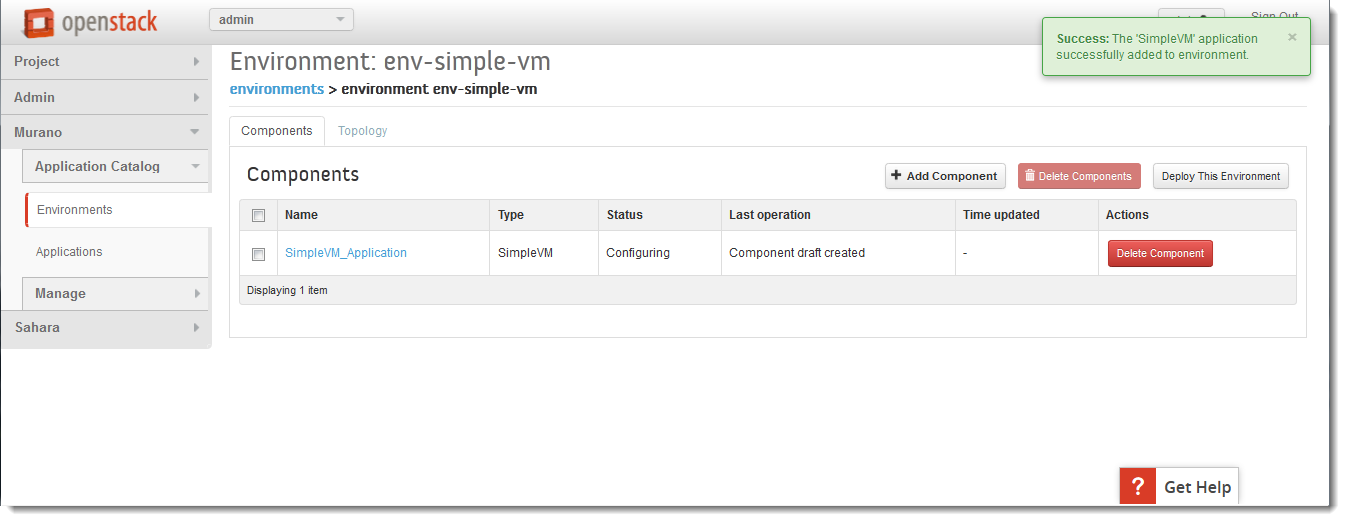 openstack
admin
Sign Out
Success: The 'SimpleVM' application
successfully added to environment.
×
Project
Admin
Murano
Application Catalog
Environments
Applications
Manage
Sahara
Environment: env-simple-vm
environments > environment env-simple-vm
Components Topology
Components
+ Add Component Delete Components Deploy This Environment
Name Type Status Last operation Time updated Actions
SimpleVM_Application SimpleVM Configuring Component draft created - Delete Component
Displaying 1 item
? Get Help